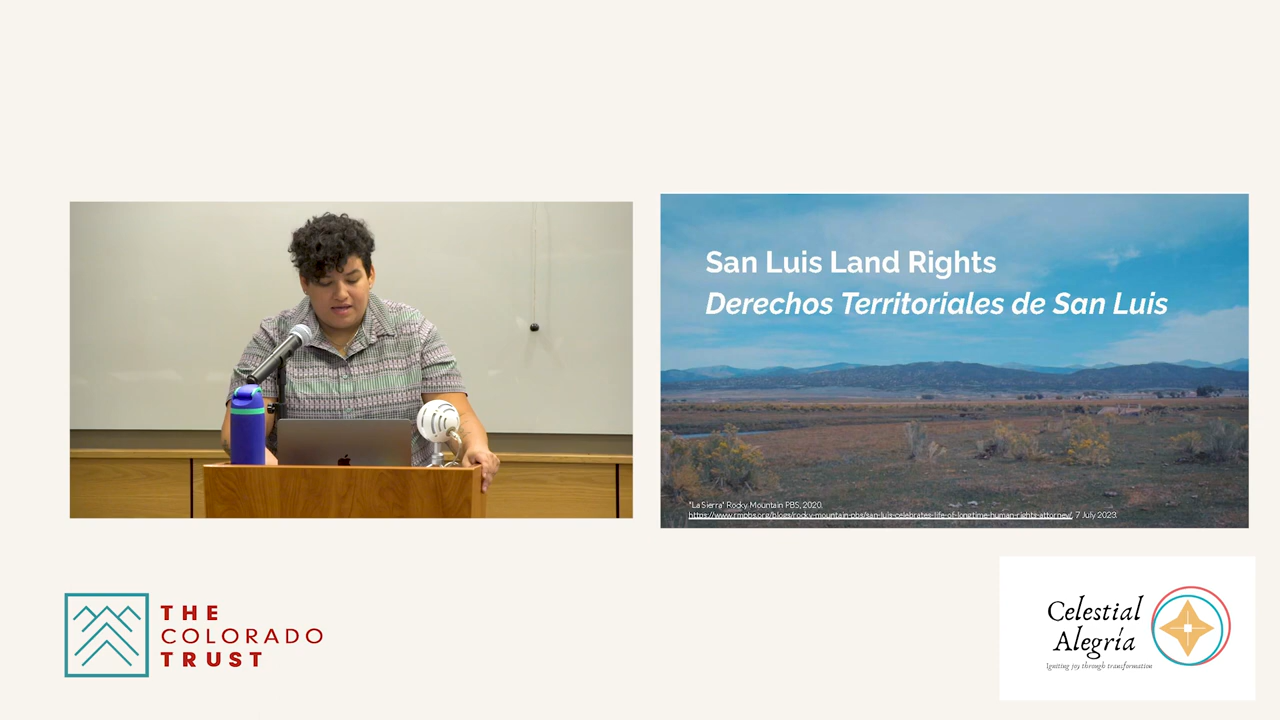 San Luis Land Rights
Derechos Territoriales de San Luis
"La Sierra" Rocky Mountain PBS, 2020.
https://www.rmpbs.org/blogs/rocky-mountain-pbs/san-luis-celebrates-life-of-longtime-human-rights-attorney/, 7 July 2023.
THE
COLORADO
TRUST
Celestial
Alegría
Igniting joy through transformation